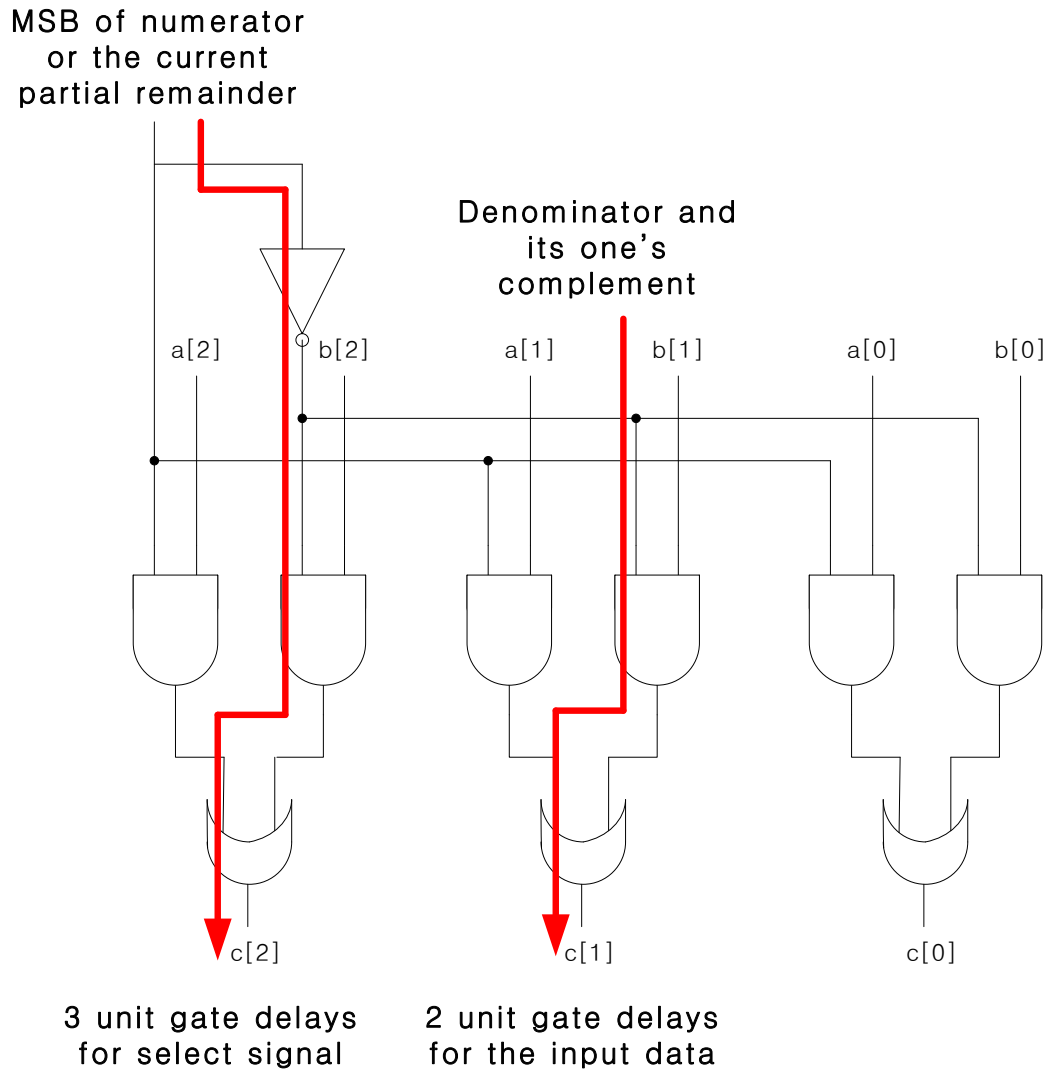 MSB of numerator
or the current
partial remainder
Denominator and
its one's
complement
a[2]
b[2]
a[1]
b[1]
a[0]
b[0]
c[2]
c[1]
c[0]
3 unit gate delays
for select signal
2 unit gate delays
for the input data